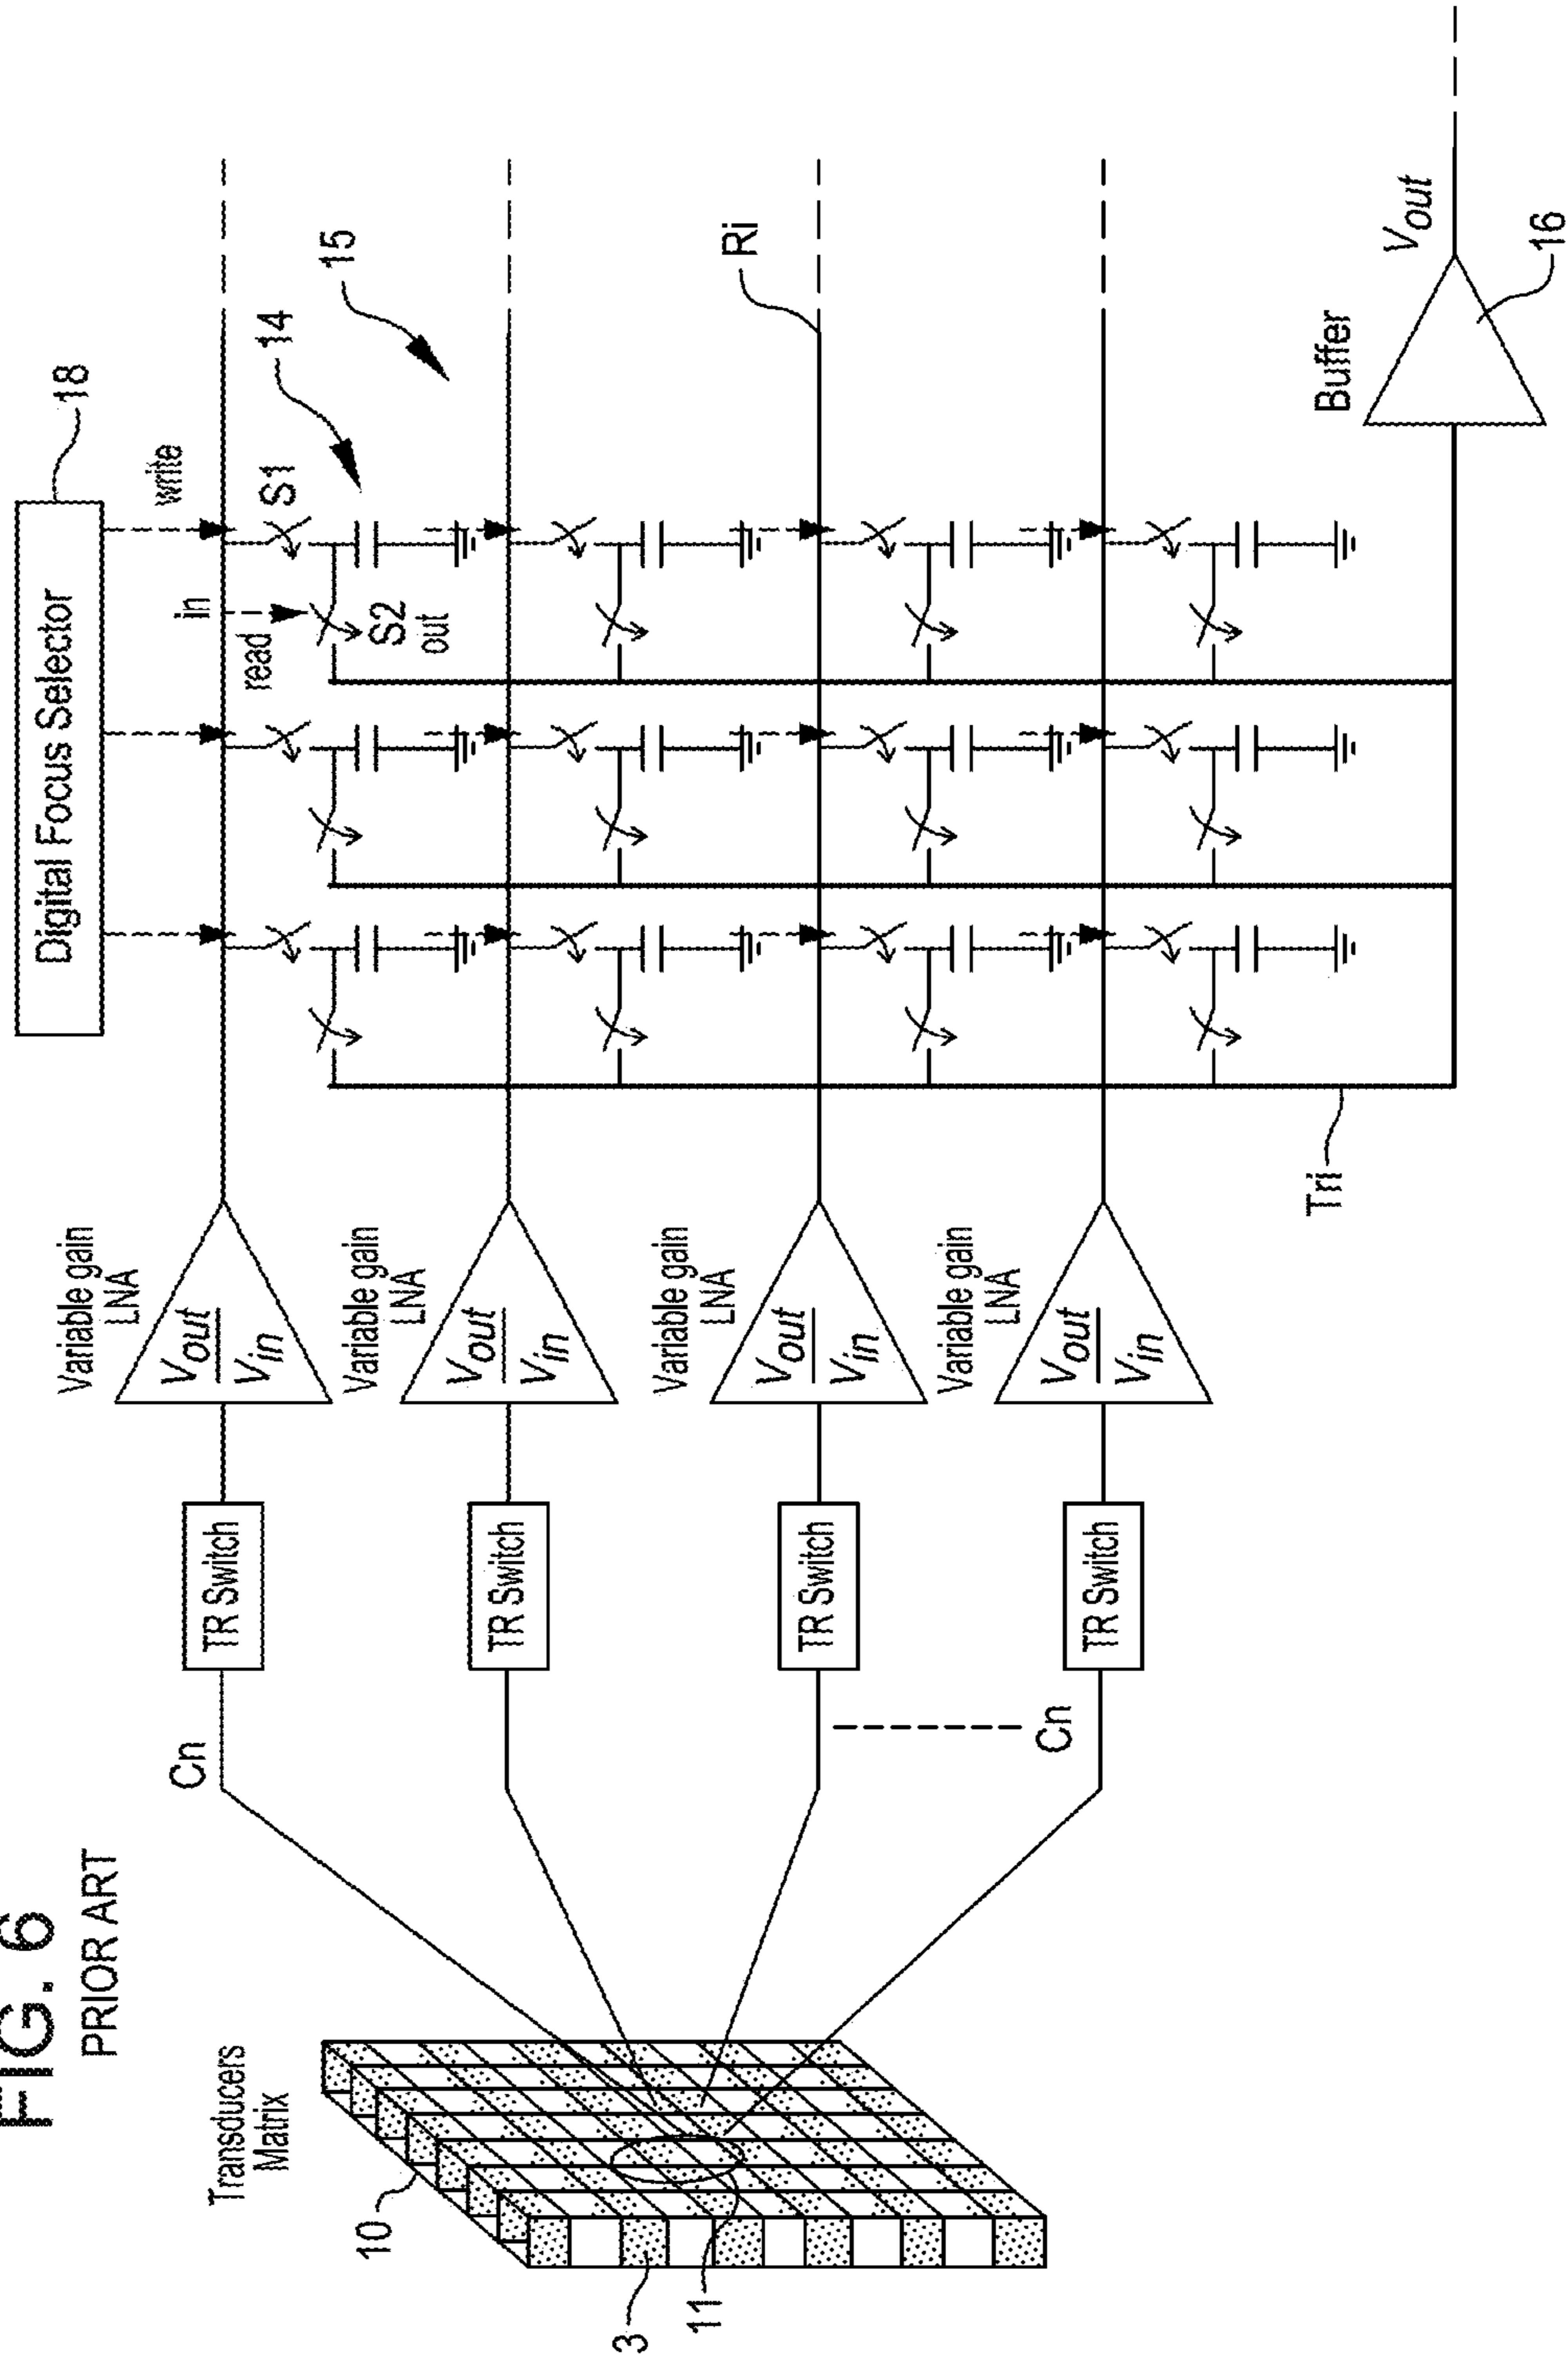 FIG. 6
PRIOR ART
Transducers
Matrix
10
3
11
Cn
Cn
TR Switch
TR Switch
TR Switch
TR Switch
Variable gain
LNA
Vout
Vin
Variable gain
LNA
Vout
Vin
Variable gain
LNA
Vout
Vin
Variable gain
LNA
Vout
Vin
Digital Focus Selector
18
write
in
read
S1
S2
out
14
15
Ri
Tri
Buffer
Vout
16